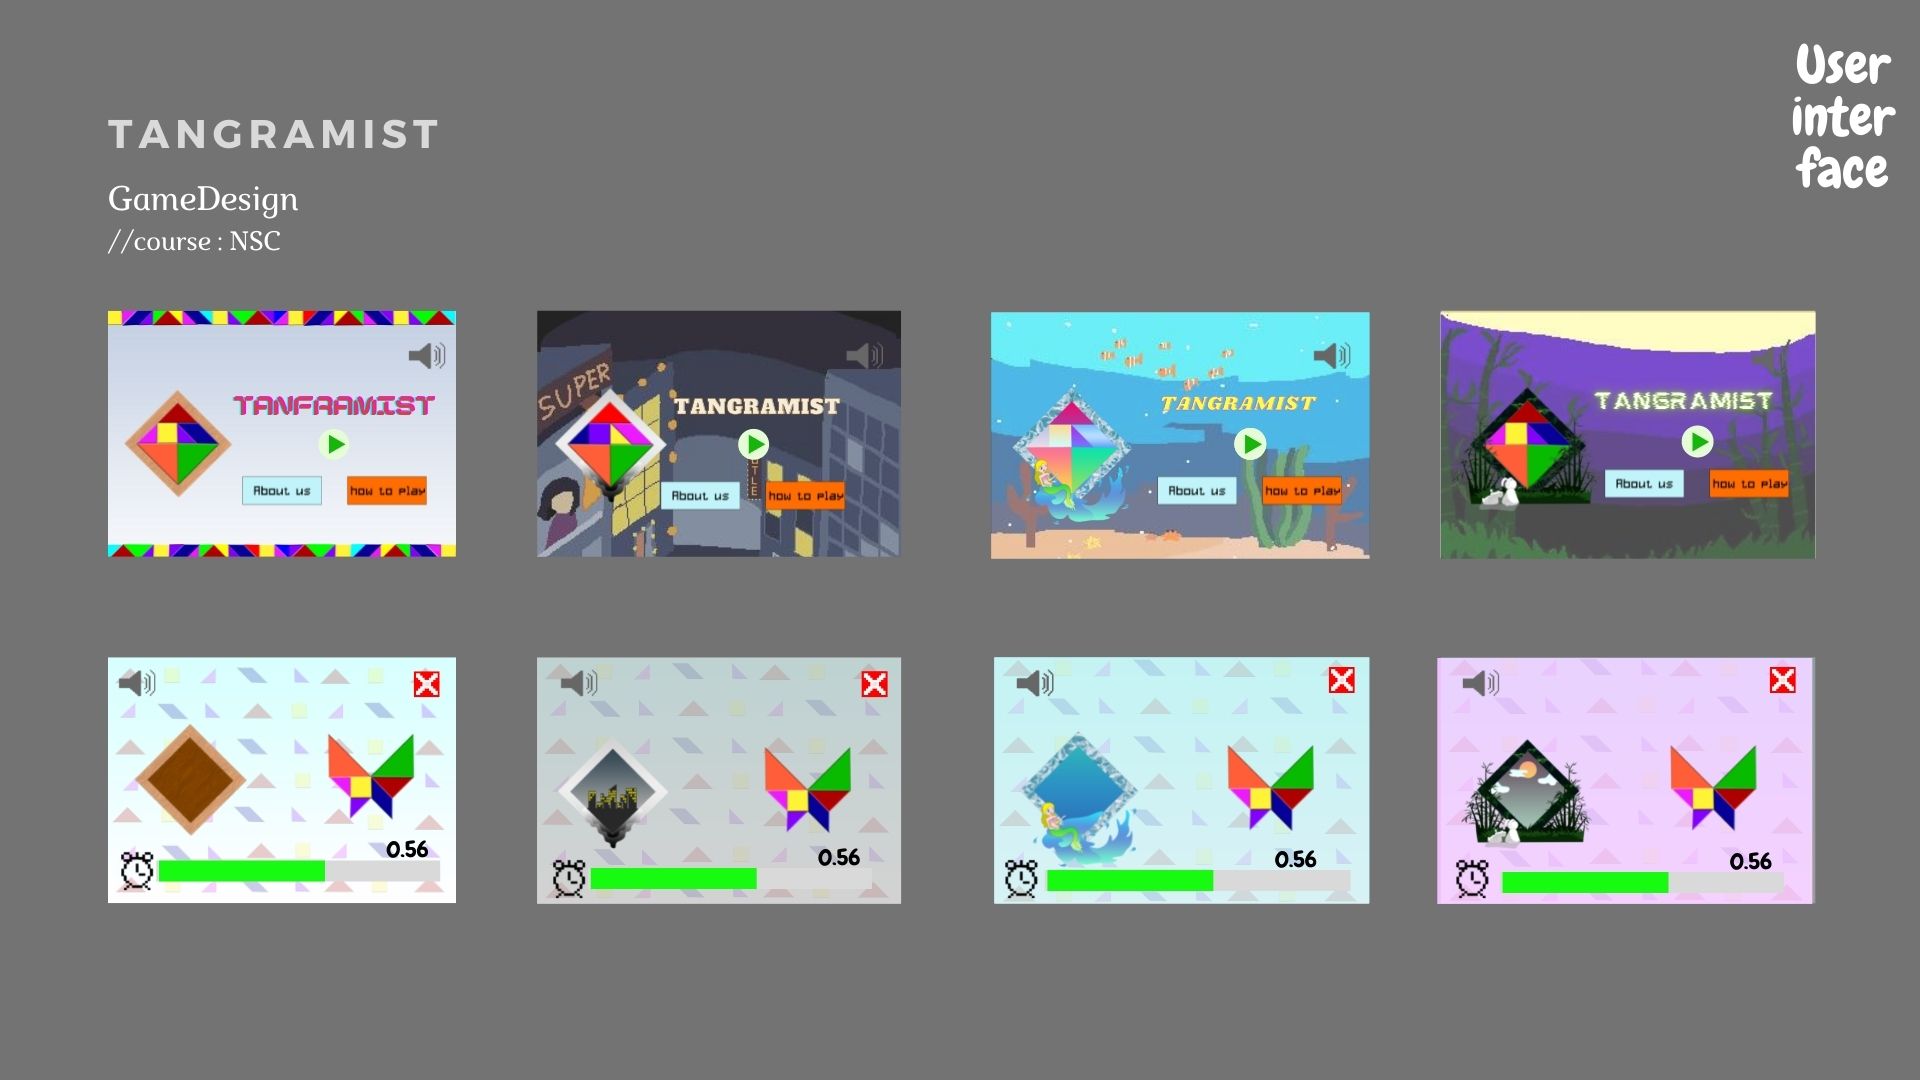 TANGRAMIST
GameDesign
//course : NSC
User
inter
face
TANFRAMIST
About us
how to play
SUPER
TANGRAMIST
OTLE
About us
how to play
TANGRAMIST
About us
how to play
TANGRAMIST
About us
how to play
0.56
0.56
0.56
0.56